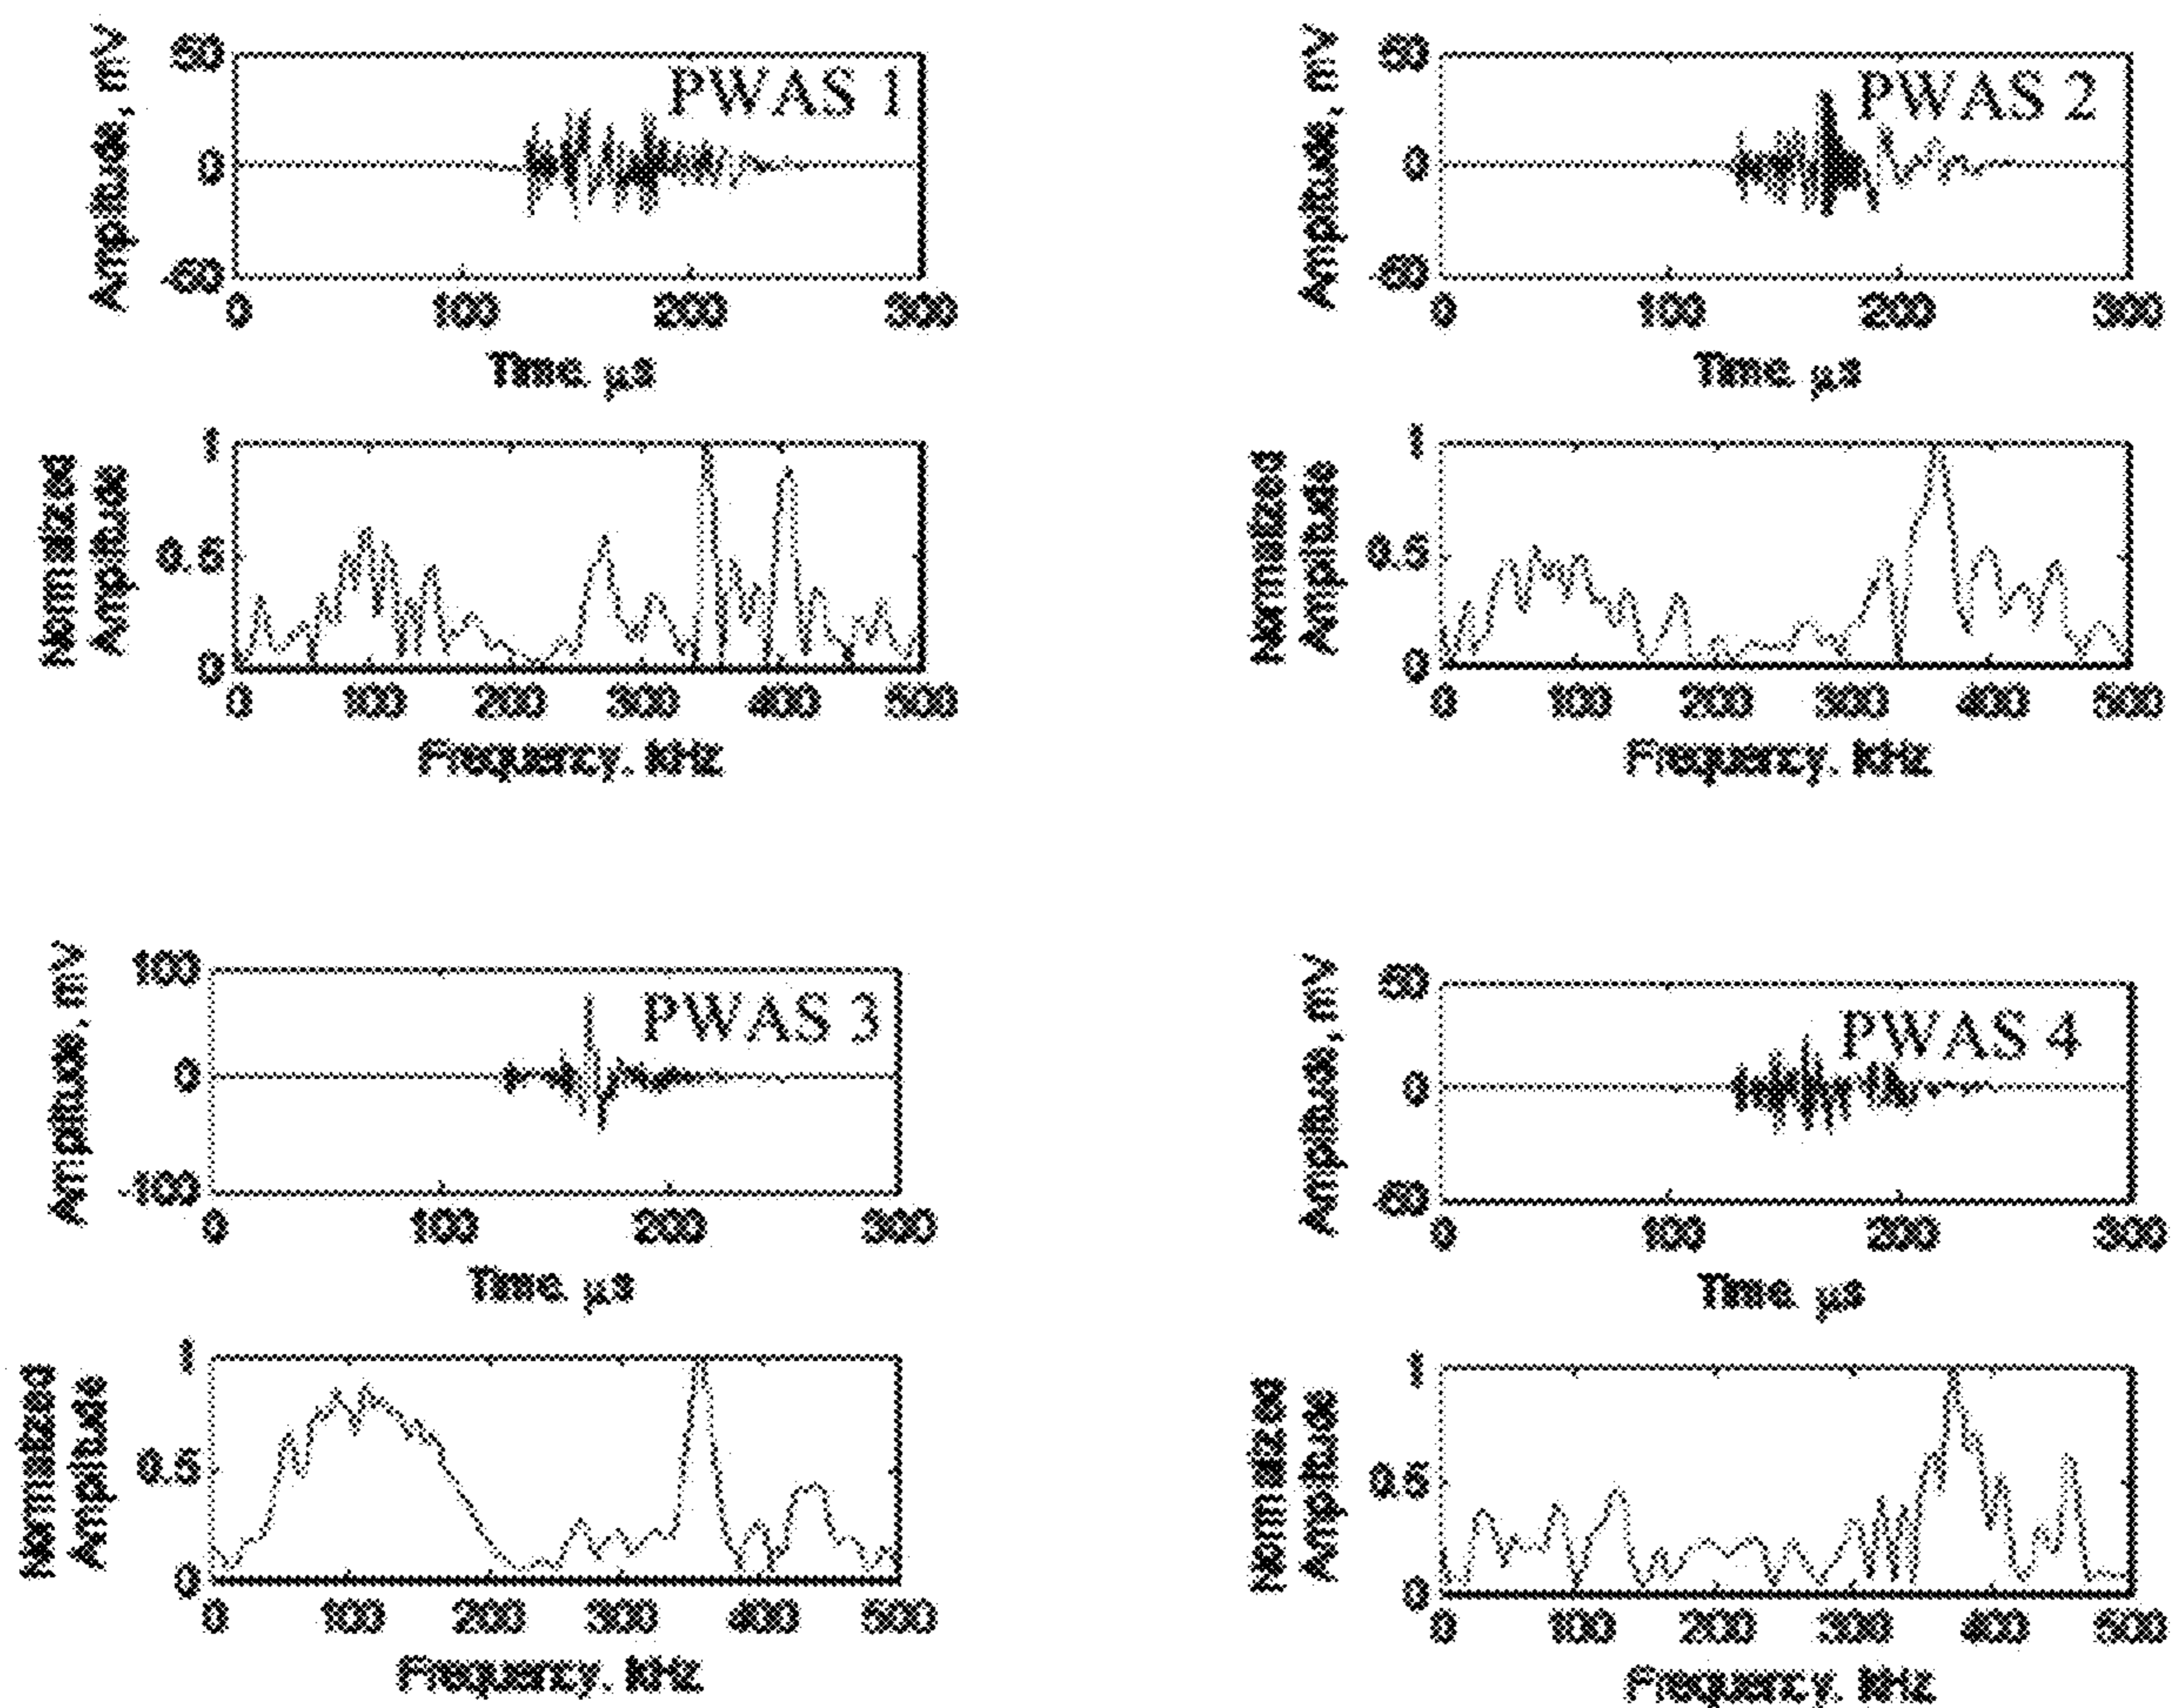 Amplitude, mV
50
0
-50
PWAS 1
0 100 200 300
Time, μs
Normalized
Amplitude
1
0.5
0
0 100 200 300 400 500
Frequency, kHz
Amplitude, mV
50
0
-50
PWAS 2
0 100 200 300
Time, μs
Normalized
Amplitude
1
0.5
0
0 100 200 300 400 500
Frequency, kHz
Amplitude, mV
100
0
-100
PWAS 3
0 100 200 300
Time, μs
Normalized
Amplitude
1
0.5
0
0 100 200 300 400 500
Frequency, kHz
Amplitude, mV
50
0
-50
PWAS 4
0 100 200 300
Time, μs
Normalized
Amplitude
1
0.5
0
0 100 200 300 400 500
Frequency, kHz